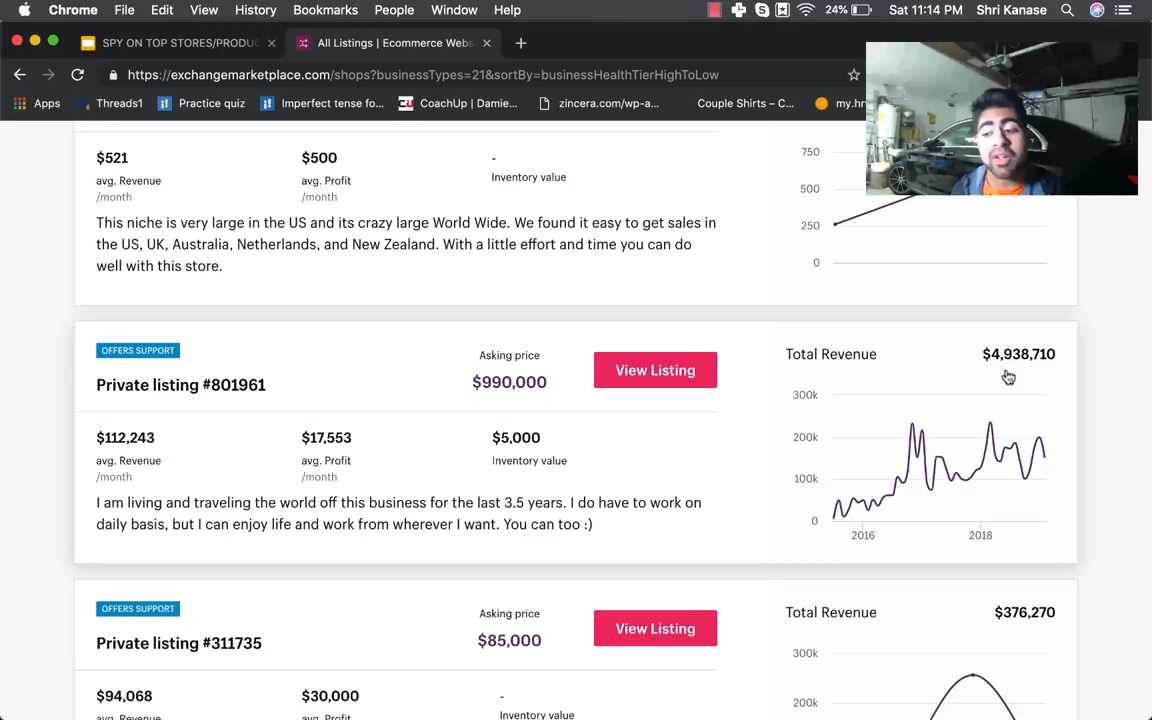 Chrome File Edit View History Bookmarks People Window Help 24% Sat 11:14 PM Shri Kanase
SPY ON TOP STORES/PRODUC
All Listings | Ecommerce Webs
https://exchangemarketplace.com/shops?businessTypes=21&sortBy=businessHealthTierHighToLow
Apps Threads1 Practice quiz Imperfect tense fo... CoachUp | Damie... zincera.com/wp-a... Couple Shirts – C... my.hr
$521 $500 -
avg. Revenue avg. Profit Inventory value
/month /month
This niche is very large in the US and its crazy large World Wide. We found it easy to get sales in
the US, UK, Australia, Netherlands, and New Zealand. With a little effort and time you can do
well with this store.
750
500
250
0
OFFERS SUPPORT
Private listing #801961
Asking price
$990,000
View Listing
$112,243 $17,553 $5,000
avg. Revenue avg. Profit Inventory value
/month /month
I am living and traveling the world off this business for the last 3.5 years. I do have to work on
daily basis, but I can enjoy life and work from wherever I want. You can too :)
Total Revenue $4,938,710
300k
200k
100k
0
2016 2018
OFFERS SUPPORT
Private listing #311735
Asking price
$85,000
View Listing
$94,068 $30,000 -
avg. Revenue avg. Profit Inventory value
Total Revenue $376,270
300k
200k